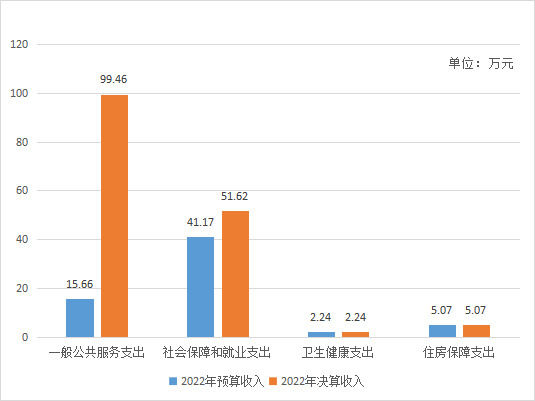 120
单位：万元
99.46
100
80
60
51.62
41.17
40
20
15.66
2.24
2.24
5.07
5.07
0
一般公共服务支出
社会保障和就业支出
卫生健康支出
住房保障支出
2022年预算收入
2022年决算收入